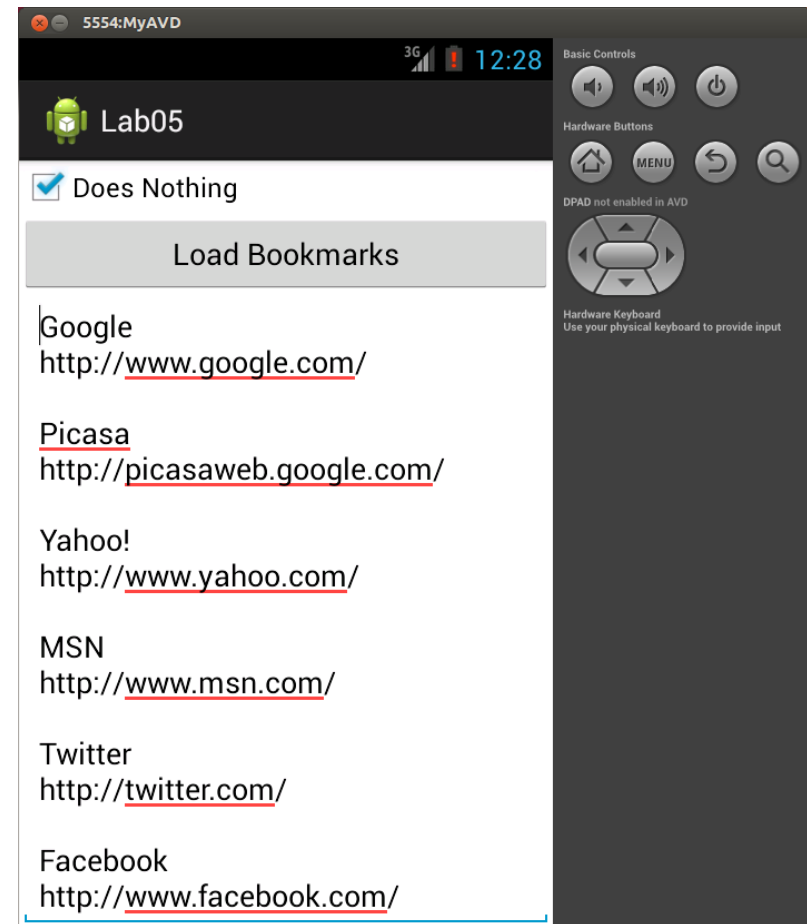 5554:MyAVD
3G 12:28
Lab05
Does Nothing
Load Bookmarks
Google
http://www.google.com/
Picasa
http://picasaweb.google.com/
Yahoo!
http://www.yahoo.com/
MSN
http://www.msn.com/
Twitter
http://twitter.com/
Facebook
http://www.facebook.com/
Basic Controls
Hardware Buttons
MENU
DPAD not enabled in AVD
Hardware Keyboard
Use your physical keyboard to provide input